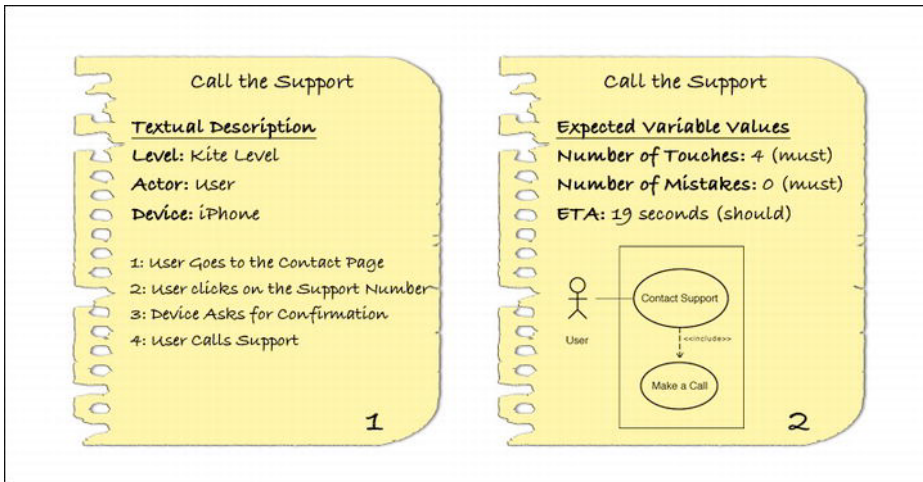 Call the Support
Textual Description
Level: Kite Level
Actor: User
Device: iPhone
1: User Goes to the Contact Page
2: User clicks on the Support Number
3: Device Asks for Confirmation
4: User Calls Support
1
Call the Support
Expected Variable Values
Number of Touches: 4 (must)
Number of Mistakes: 0 (must)
ETA: 19 seconds (should)
Contact Support
User
<<include>>
Make a Call
2